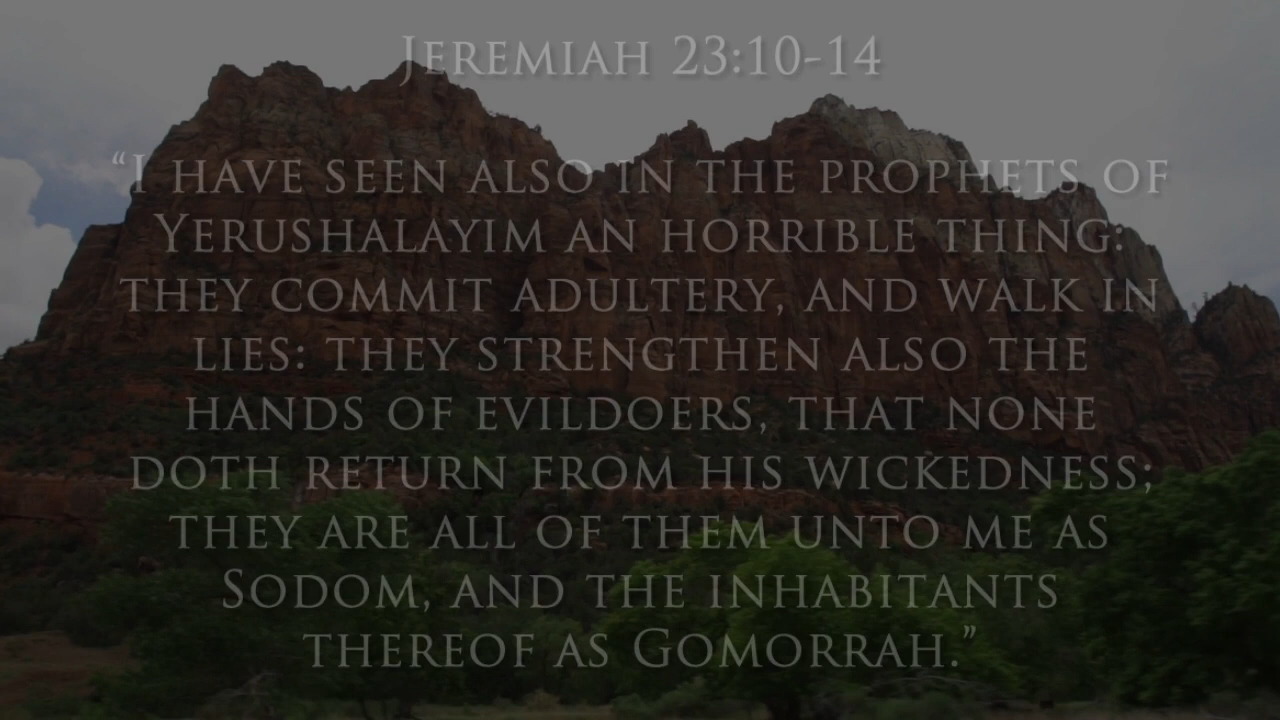 Jeremiah 23:10-14
“I have seen also in the prophets of
Yerushalayim an horrible thing:
they commit adultery, and walk in
lies: they strengthen also the
hands of evildoers, that none
doth return from his wickedness;
they are all of them unto me as
Sodom, and the inhabitants
thereof as Gomorrah.”